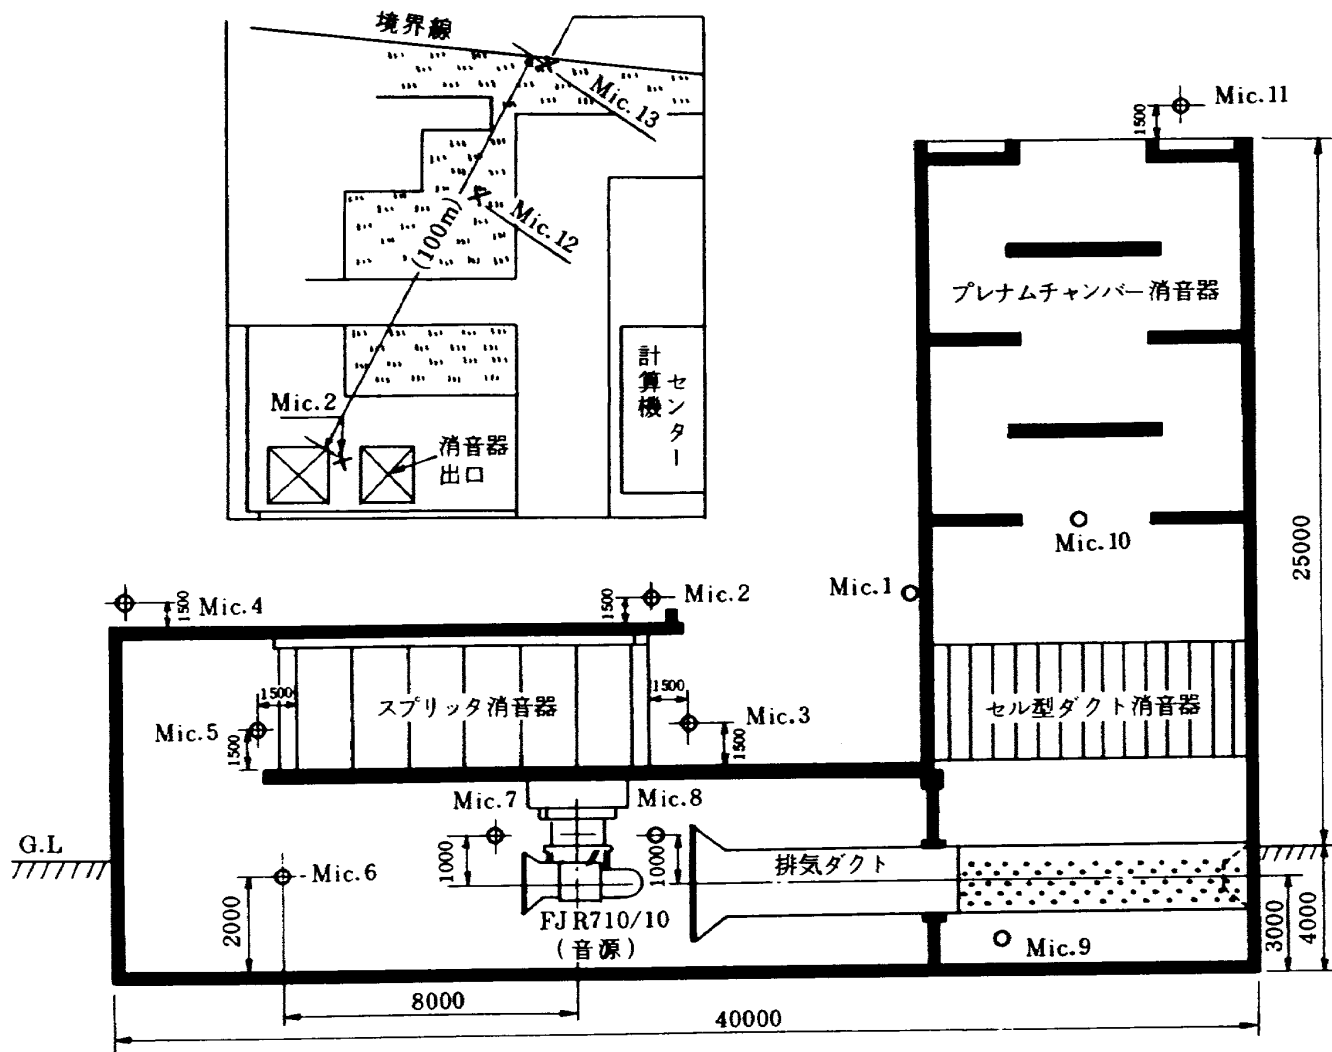 境界線
Mic.13
Mic.12
(100m)
Mic.2
消音器
出口
計算機
センター
Mic.11
1500
プレナムチャンバー消音器
Mic.10
25000
Mic.1
Mic.4
1500
Mic.2
1500
スプリッタ消音器
セル型ダクト消音器
1500
Mic.5
1500
1500
Mic.3
1500
Mic.7
Mic.8
G.L
1000
1000
排気ダクト
Mic.6
2000
FJR710/10
(音源)
Mic.9
3000
4000
8000
40000